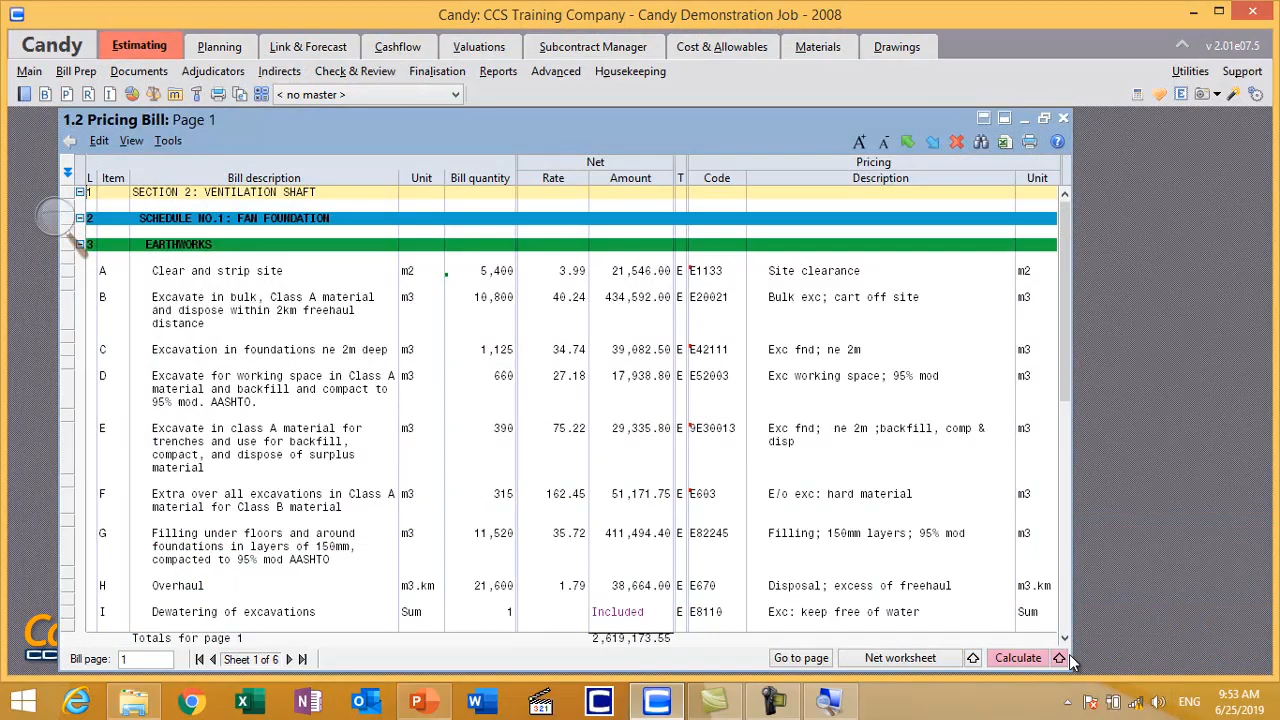 Candy: CCS Training Company - Candy Demonstration Job - 2008
Candy Estimating Planning Link & Forecast Cashflow Valuations Subcontract Manager Cost & Allowables Materials Drawings v 2.01e07.5
Main Bill Prep Documents Adjudicators Indirects Check & Review Finalisation Reports Advanced Housekeeping Utilities Support
B P R I < no master > E
1.2 Pricing Bill: Page 1
Edit View Tools
Net Pricing
L Item Bill description Unit Bill quantity Rate Amount T Code Description Unit
1 SECTION 2: VENTILATION SHAFT
2 SCHEDULE NO.1: FAN FOUNDATION
3 EARTHWORKS
A Clear and strip site m2 5,400 3.99 21,546.00 E E1133 Site clearance m2
B Excavate in bulk, Class A material m3 10,800 40.24 434,592.00 E E20021 Bulk exc; cart off site m3
and dispose within 2km freehaul
distance
C Excavation in foundations ne 2m deep m3 1,125 34.74 39,082.50 E E42111 Exc fnd; ne 2m m3
D Excavate for working space in Class A m3 660 27.18 17,938.80 E E52003 Exc working space; 95% mod m3
material and backfill and compact to
95% mod. AASHTO.
E Excavate in class A material for m3 390 75.22 29,335.80 E 9E30013 Exc fnd;  ne 2m ;backfill, comp & m3
trenches and use for backfill, disp
compact, and dispose of surplus
material
F Extra over all excavations in Class A m3 315 162.45 51,171.75 E E603 E/o exc: hard material m3
material for Class B material
G Filling under floors and around m3 11,520 35.72 411,494.40 E E82245 Filling; 150mm layers; 95% mod m3
foundations in layers of 150mm,
compacted to 95% mod AASHTO
H Overhaul m3.km 21,600 1.79 38,664.00 E E670 Disposal; excess of freehaul m3.km
I Dewatering of excavations Sum 1 Included E E8110 Exc: keep free of water Sum
Totals for page 1 2,619,173.55
Bill page: 1 Sheet 1 of 6 Go to page Net worksheet Calculate
ENG 9:53 AM
6/25/2019